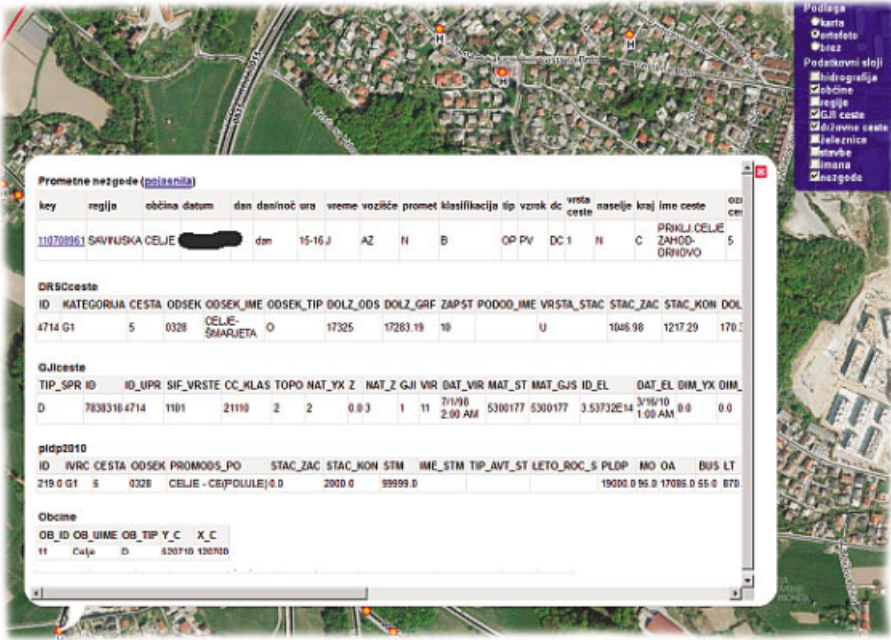 Podlaga
karta
ortofoto
brez
Podatkovni sloji
hidrografija
občine
regije
GJI ceste
državne ceste
železnice
stavbe
imena
nezgode
Prometne nezgode (pojasnila)
key regija občina datum dan dan/noč ura vreme vozišče promet klasifikacija tip vzrok dc vrsta ceste naselje kraj ime ceste
110708961 SAVINJSKA CELJE dan 15-16 J AZ N B OP PV DC 1 N C PRIKLJ.CELJE ZAHOD-DRNOVO 5
DRSCceste
ID KATEGORIJA CESTA ODSEK ODSEK_IME ODSEK_TIP DOLZ_ODS DOLZ_GRF ZAPST PODOD_IME VRSTA_STAC STAC_ZAC STAC_KON DOL
4714 G1 5 0328 CELJE-ŠMARJETA O 17325 17283.19 10 U 1046.98 1217.29 170.3
GJIceste
TIP_SPR ID ID_UPR SIF_VRSTE CC_KLAS TOPO NAT_YX Z NAT_Z GJI VIR DAT_VIR MAT_ST MAT_GJS ID_EL DAT_EL DIM_YX DIM_
D 7838318 4714 1101 21110 2 2 0.0 3 1 11 7/1/98 2:00 AM 5300177 5300177 3.53732E14 3/16/10 1:00 AM 0.0 0.0
pldp2010
ID IVRC CESTA ODSEK PROMODS_PO STAC_ZAC STAC_KON STM IME_STM TIP_AVT_ST LETO_ROC_S PLDP MO OA BUS LT
219.0 G1 5 0328 CELJE - CE(POLULE) 0.0 2000.0 99999.0 19000.0 96.0 17086.0 55.0 870.
Obcine
OB_ID OB_UIME OB_TIP Y_C X_C
11 Celje D 520710 120700